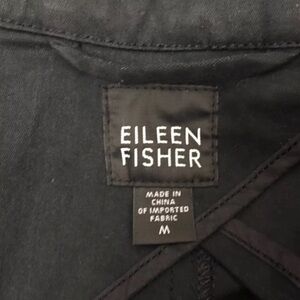 EILEEN
FISHER
MADE IN
CHINA
OF IMPORTED
FABRIC
M